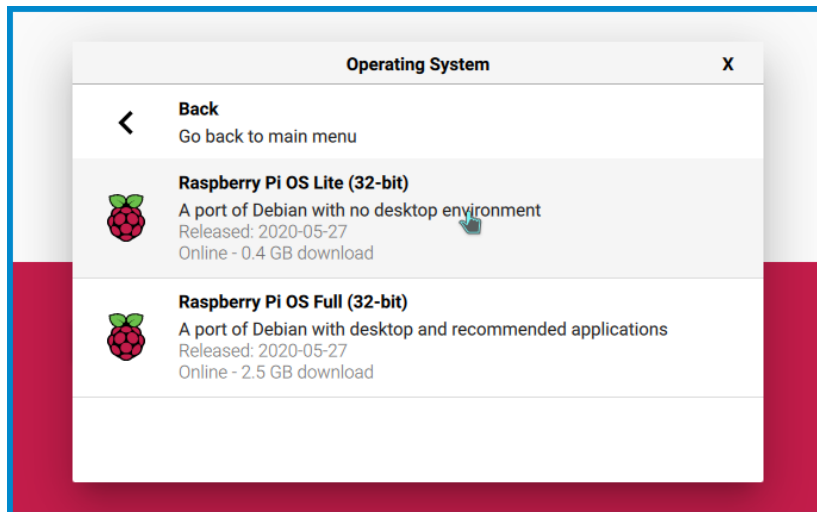 Operating System X
Back
Go back to main menu
Raspberry Pi OS Lite (32-bit)
A port of Debian with no desktop environment
Released: 2020-05-27
Online - 0.4 GB download
Raspberry Pi OS Full (32-bit)
A port of Debian with desktop and recommended applications
Released: 2020-05-27
Online - 2.5 GB download